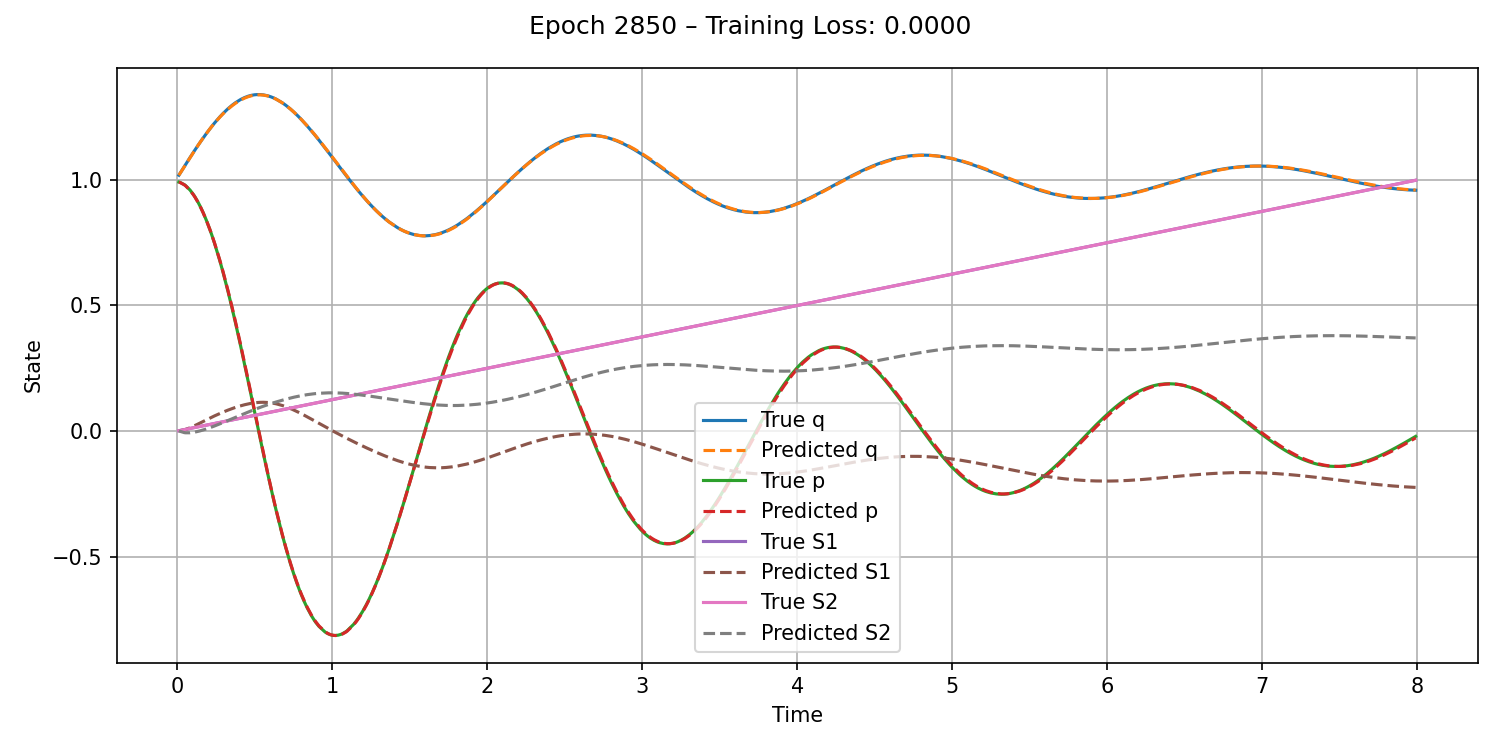 Epoch 2850 – Training Loss: 0.0000
State
1.0
0.5
0.0
−0.5
True q
Predicted q
True p
Predicted p
True S1
Predicted S1
True S2
Predicted S2
0 1 2 3 4 5 6 7 8
Time